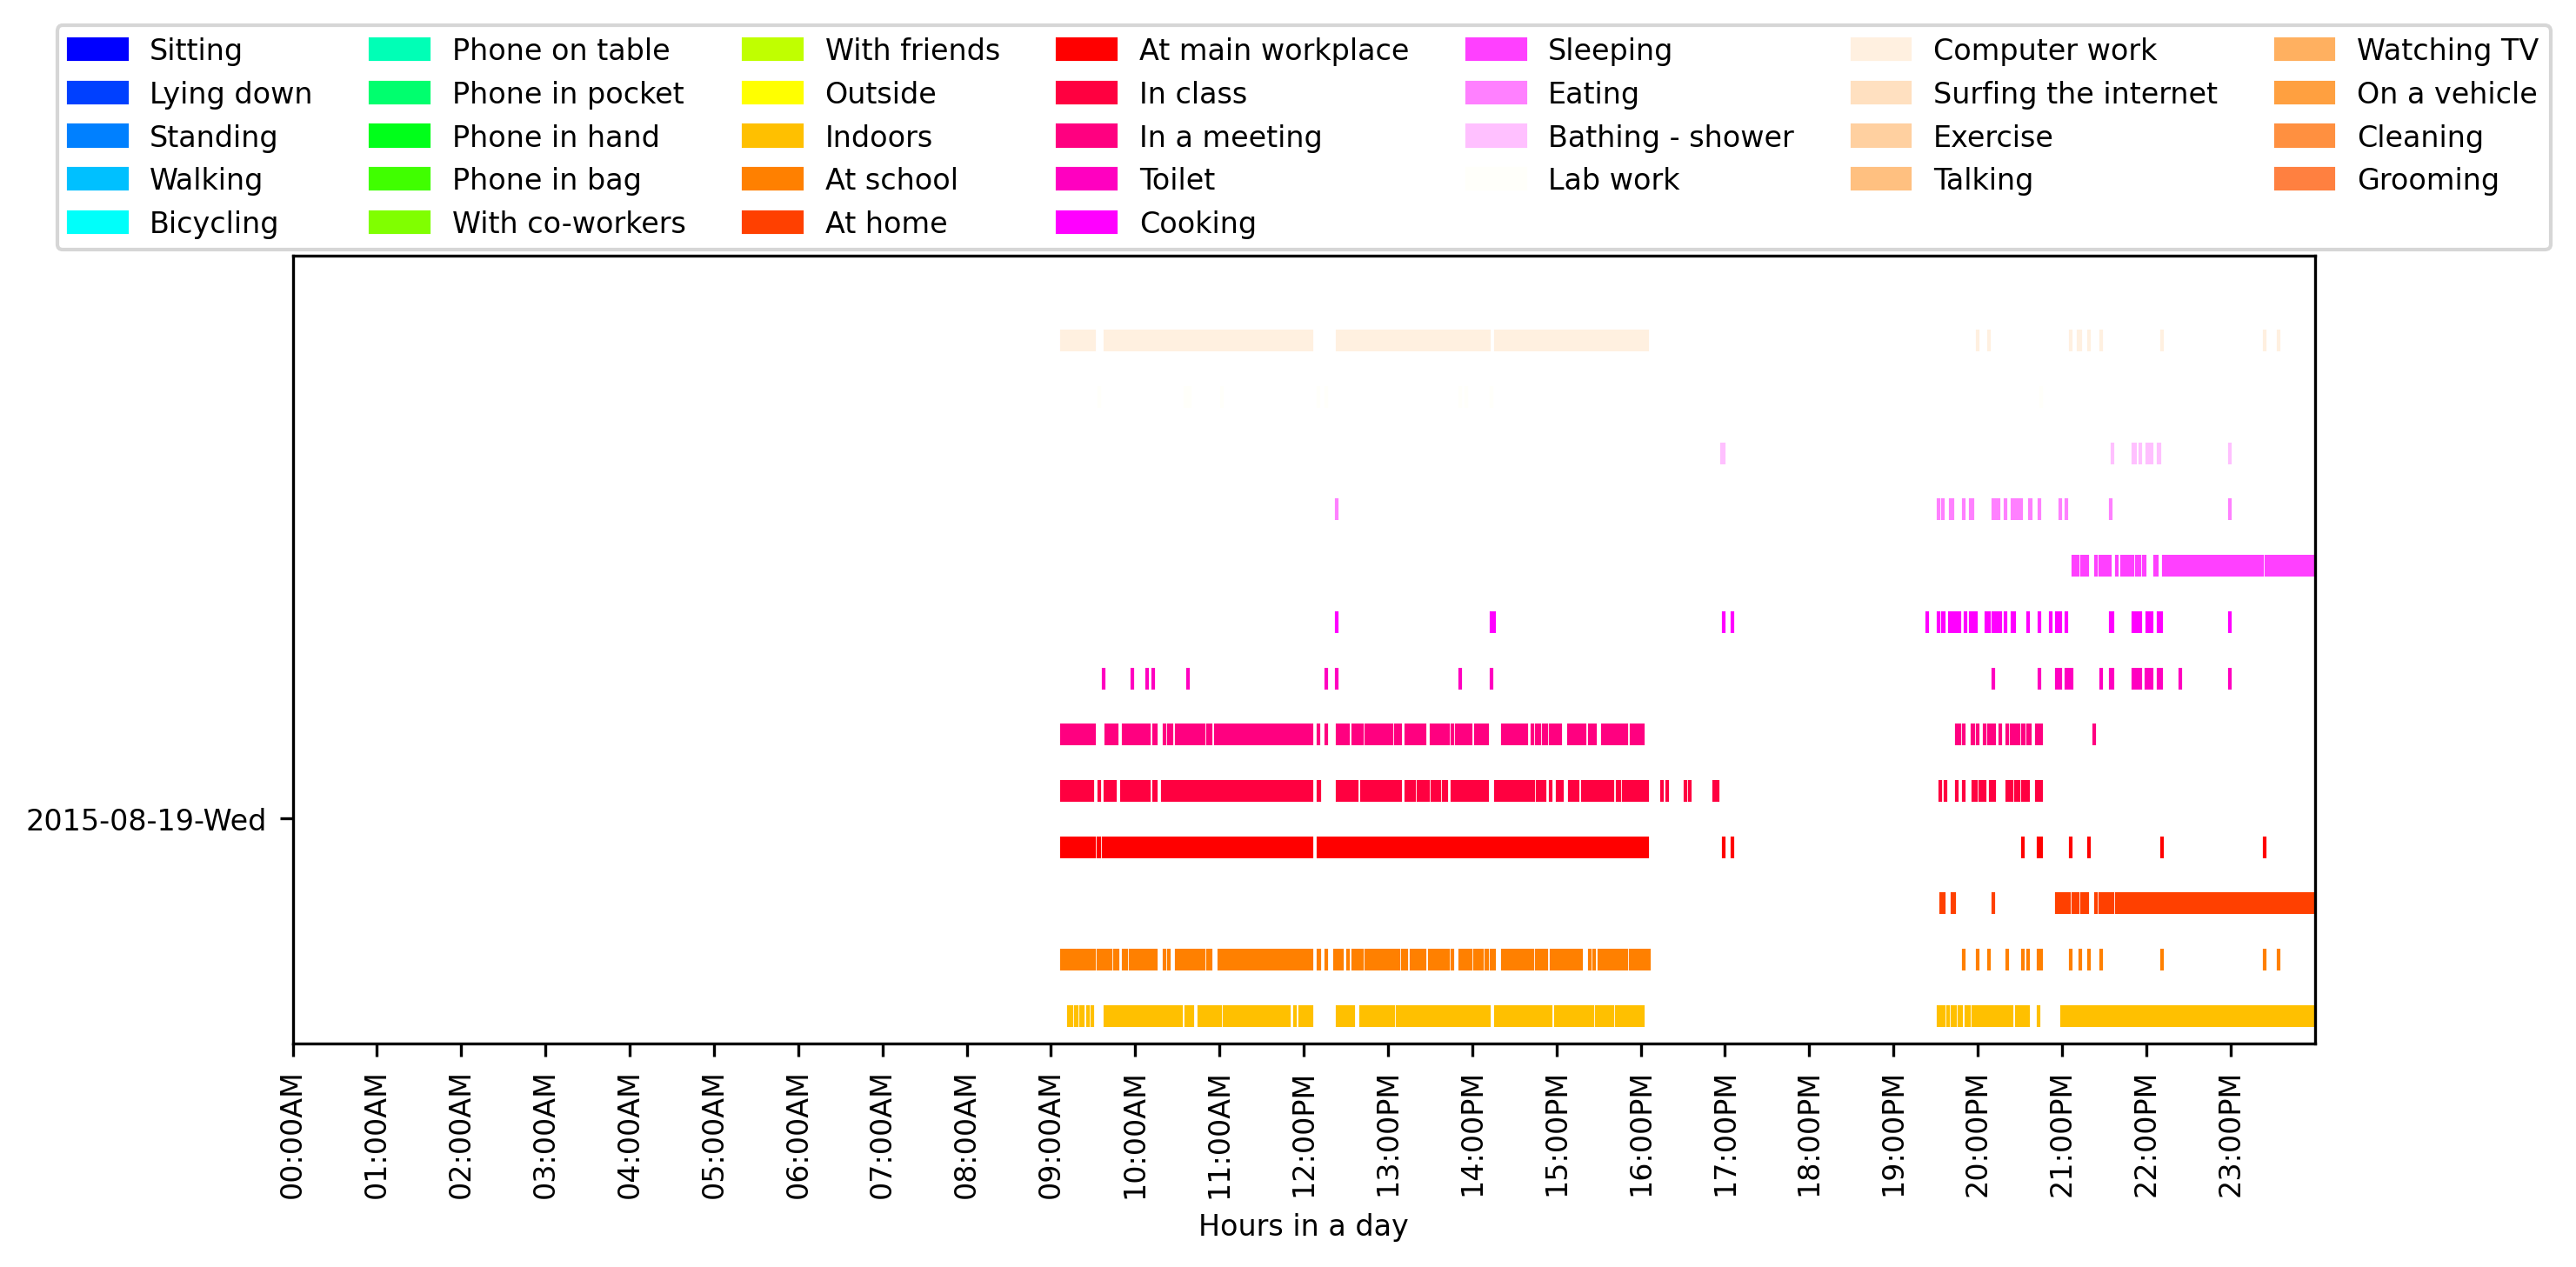 Sitting
Lying down
Standing
Walking
Bicycling
Phone on table
Phone in pocket
Phone in hand
Phone in bag
With co-workers
With friends
Outside
Indoors
At school
At home
At main workplace
In class
In a meeting
Toilet
Cooking
Sleeping
Eating
Bathing - shower
Lab work
Computer work
Surfing the internet
Exercise
Talking
Watching TV
On a vehicle
Cleaning
Grooming
2015-08-19-Wed
00:00AM
01:00AM
02:00AM
03:00AM
04:00AM
05:00AM
06:00AM
07:00AM
08:00AM
09:00AM
10:00AM
11:00AM
12:00PM
13:00PM
14:00PM
15:00PM
16:00PM
17:00PM
18:00PM
19:00PM
20:00PM
21:00PM
22:00PM
23:00PM
Hours in a day